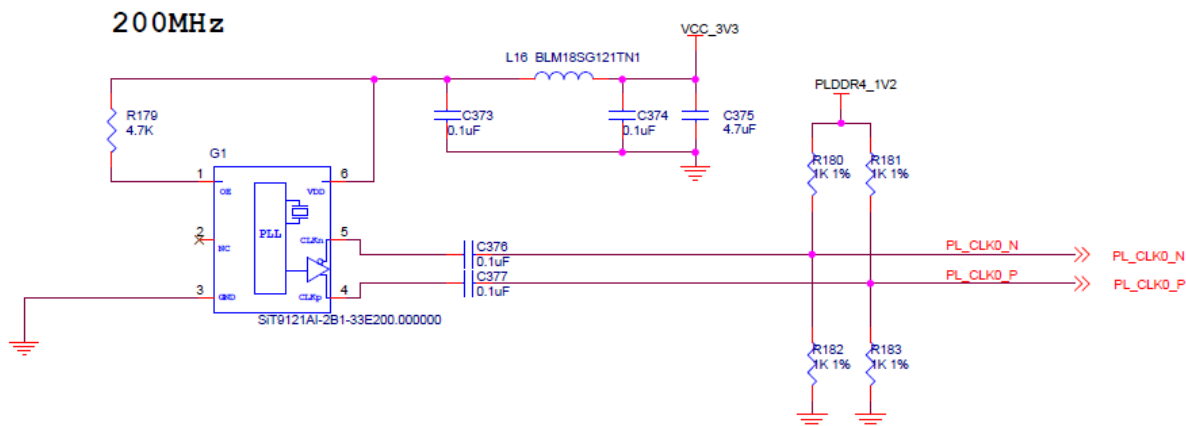 200MHz
VCC_3V3
L16 BLM18SG121TN1
PLDDR4_1V2
R179
4.7K
C373
0.1uF
C374
0.1uF
C375
4.7uF
G1
R180
1K 1%
R181
1K 1%
1
OE
VDD
6
2
NC
PLL
CLKn
5
C376
0.1uF
PL_CLK0_N
PL_CLK0_N
C377
0.1uF
PL_CLK0_P
PL_CLK0_P
3
GND
CLKp
4
SiT9121AI-2B1-33E200.000000
R182
1K 1%
R183
1K 1%